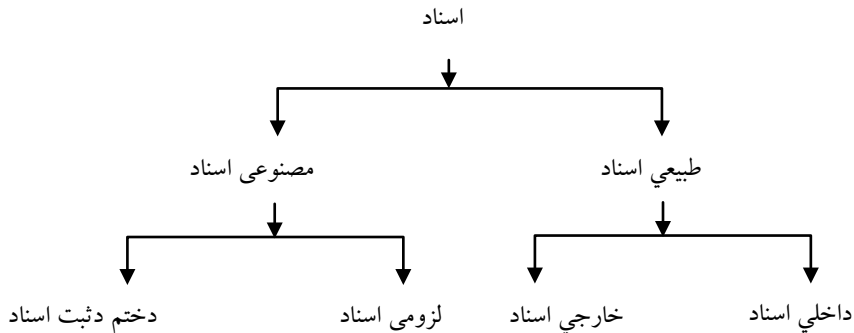 اسناد
طبيعي اسناد
مصنوعی اسناد
داخلي اسناد
خارجي اسناد
لزومی اسناد
دختم دثبت اسناد